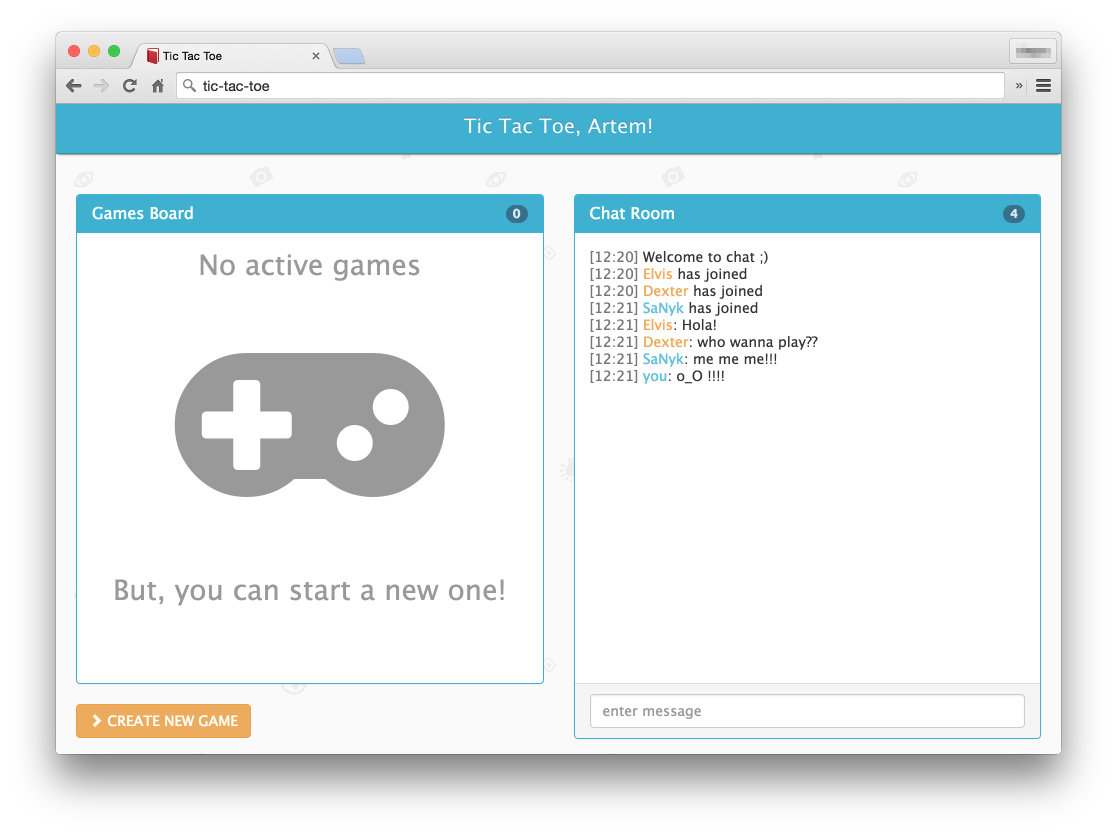 Tic Tac Toe
tic-tac-toe
Tic Tac Toe, Artem!
Games Board 0
No active games
But, you can start a new one!
CREATE NEW GAME
Chat Room 4
[12:20] Welcome to chat ;)
[12:20] Elvis has joined
[12:20] Dexter has joined
[12:21] SaNyk has joined
[12:21] Elvis: Hola!
[12:21] Dexter: who wanna play??
[12:21] SaNyk: me me me!!!
[12:21] you: o_O !!!!
enter message